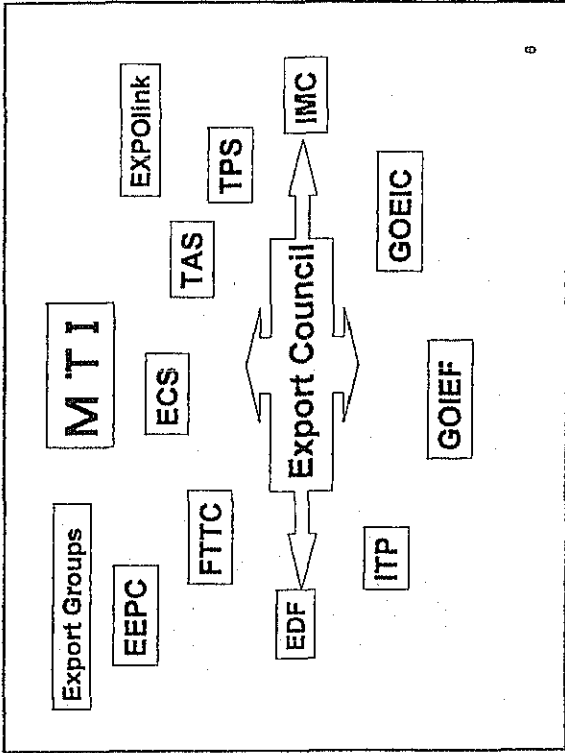 M T I
Export Groups
EXPOlink
EEPC
ECS
TAS
TPS
FTTC
EDF
Export Council
IMC
ITP
GOIEF
GOEIC
6